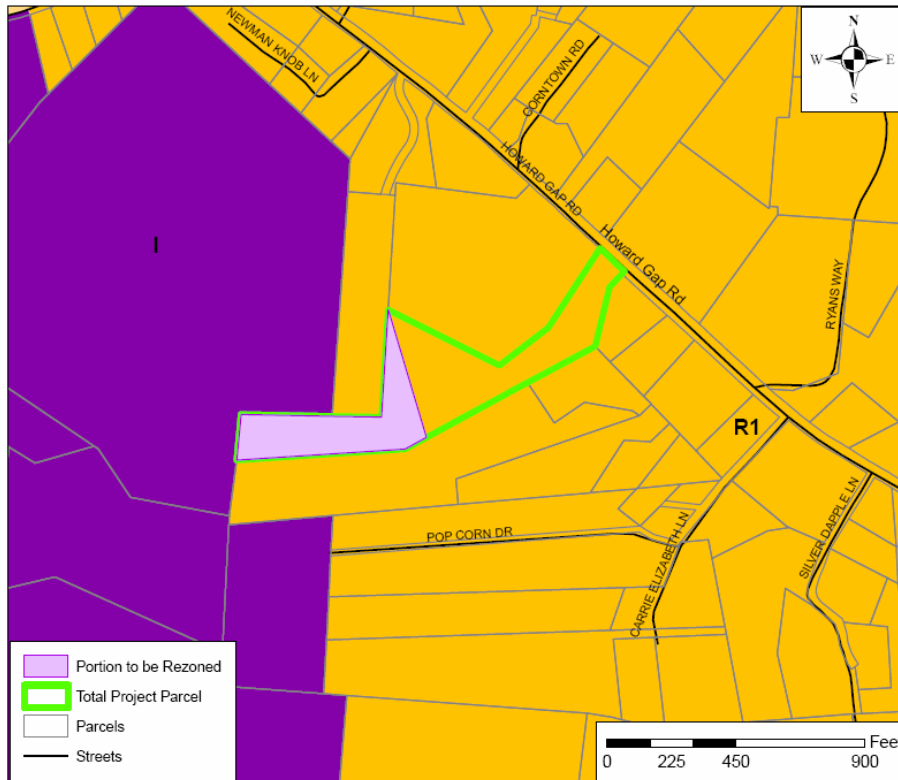 NEWMAN KNOB LN
CORNTOWN RD
N
W E
S
HOWARD GAP RD
Howard Gap Rd
I
RYANS WAY
R1
POP CORN DR
CARRIE ELIZABETH LN
SILVER DAPPLE LN
Portion to be Rezoned
Total Project Parcel
Parcels
Streets
Fee
0 225 450 900